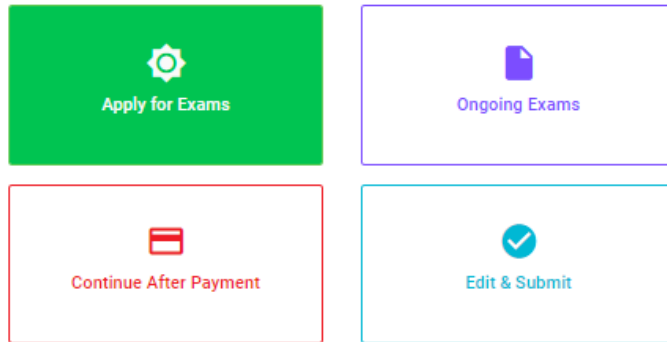 Apply for Exams
Ongoing Exams
Continue After Payment
Edit & Submit